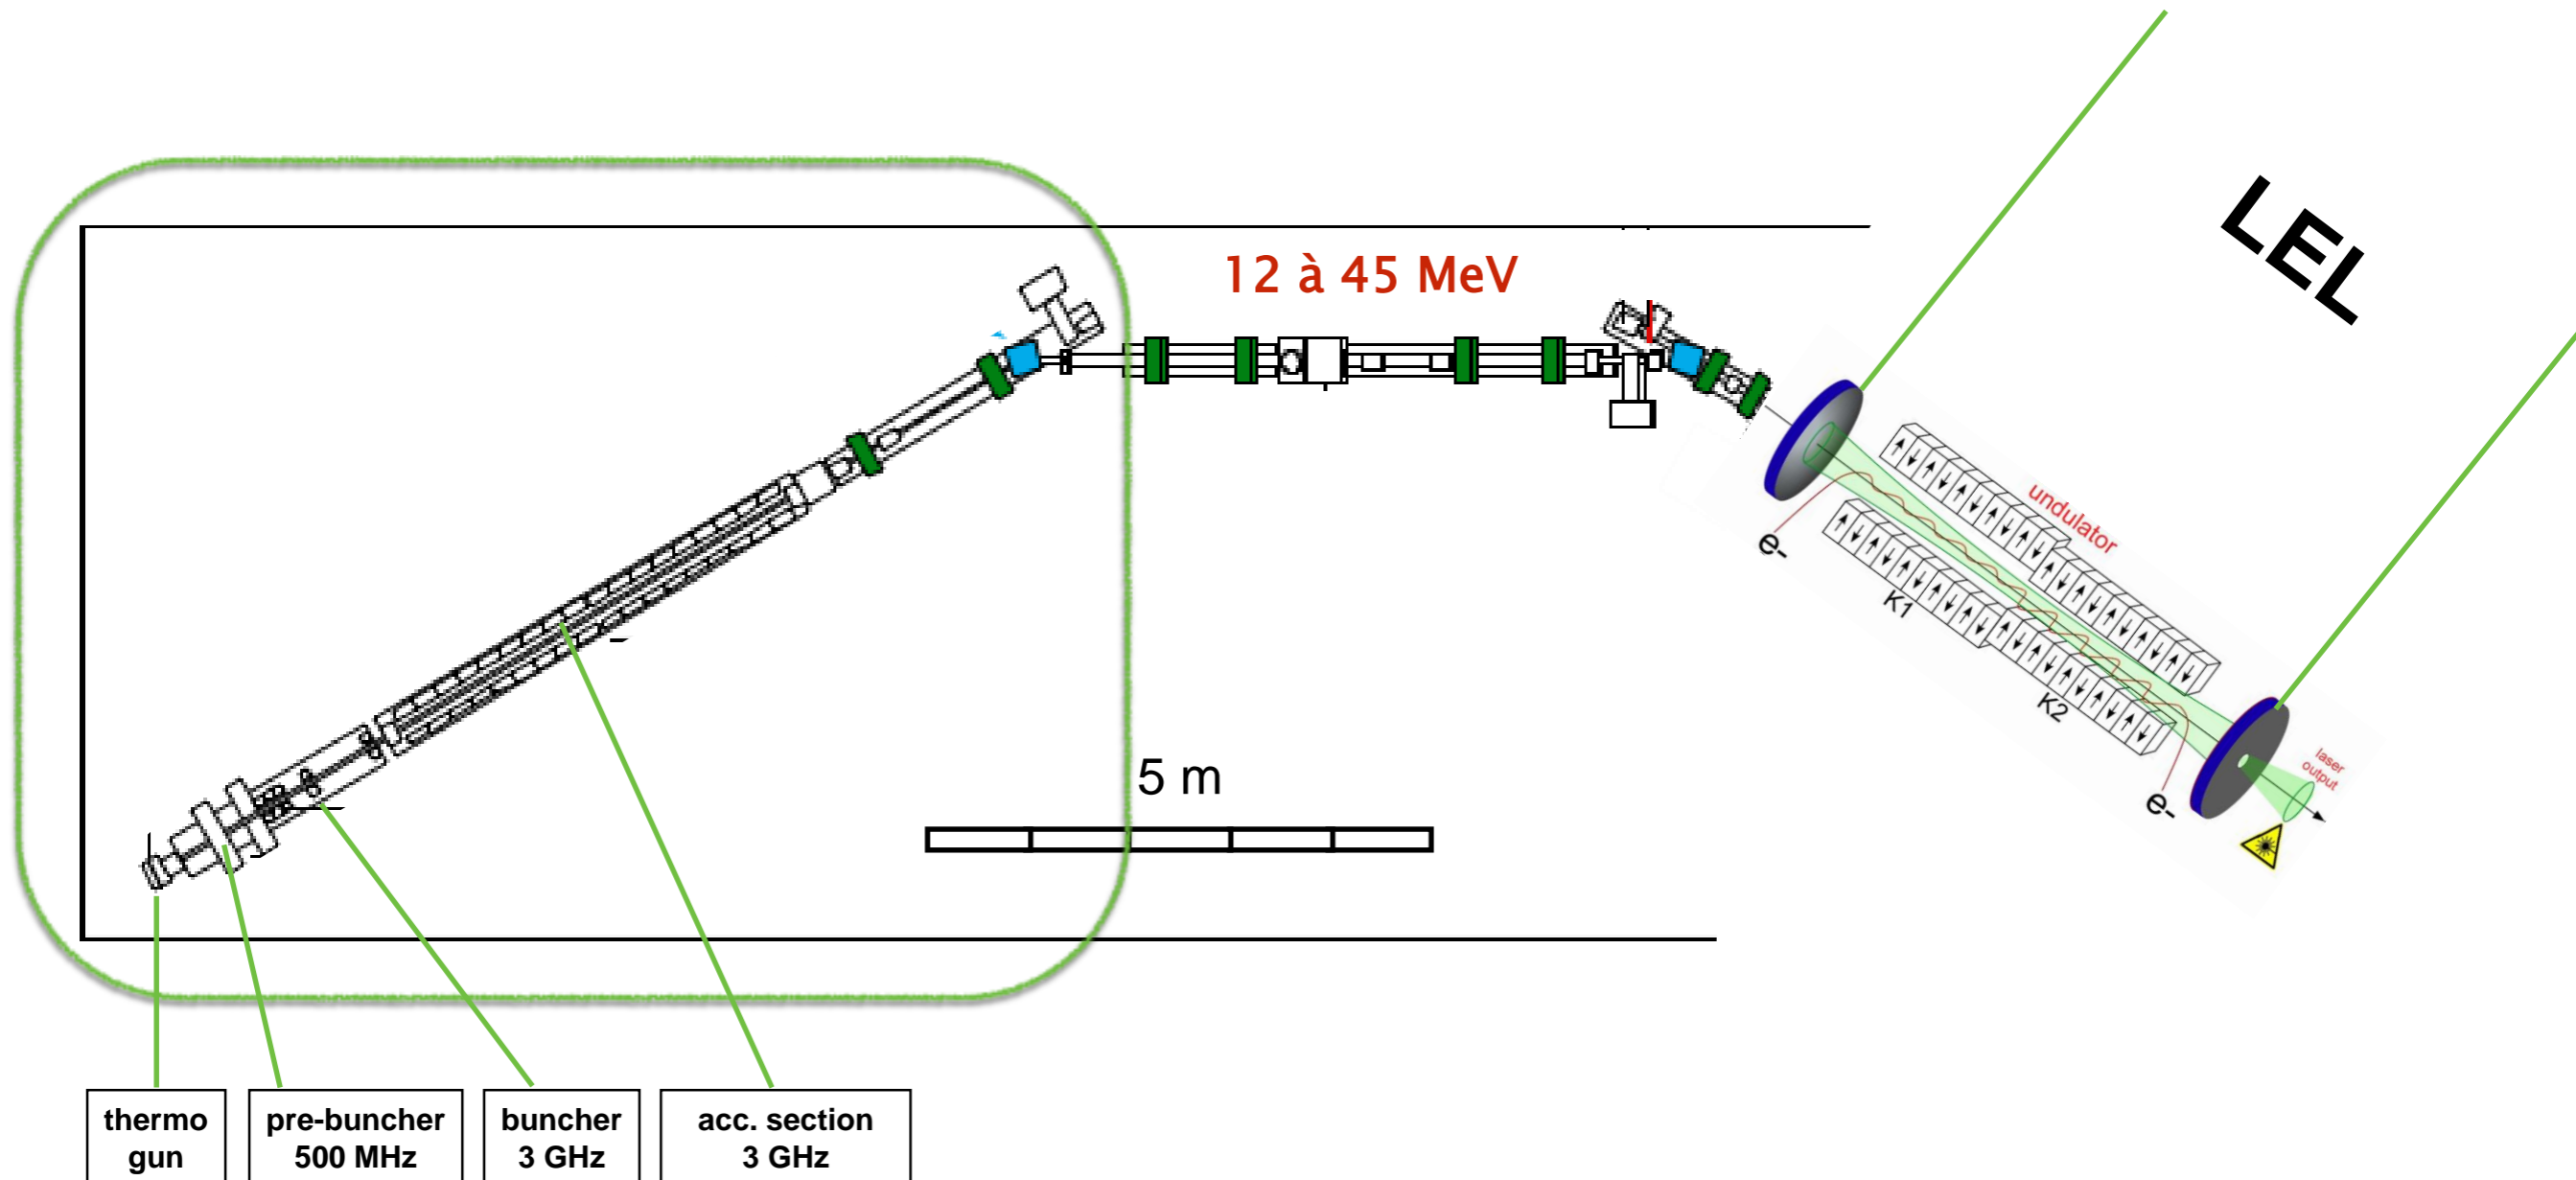 LEL
12 à 45 MeV
undulator
e-
K1
K2
laser
output
e-
5 m
thermo
gun
pre-buncher
500 MHz
buncher
3 GHz
acc. section
3 GHz